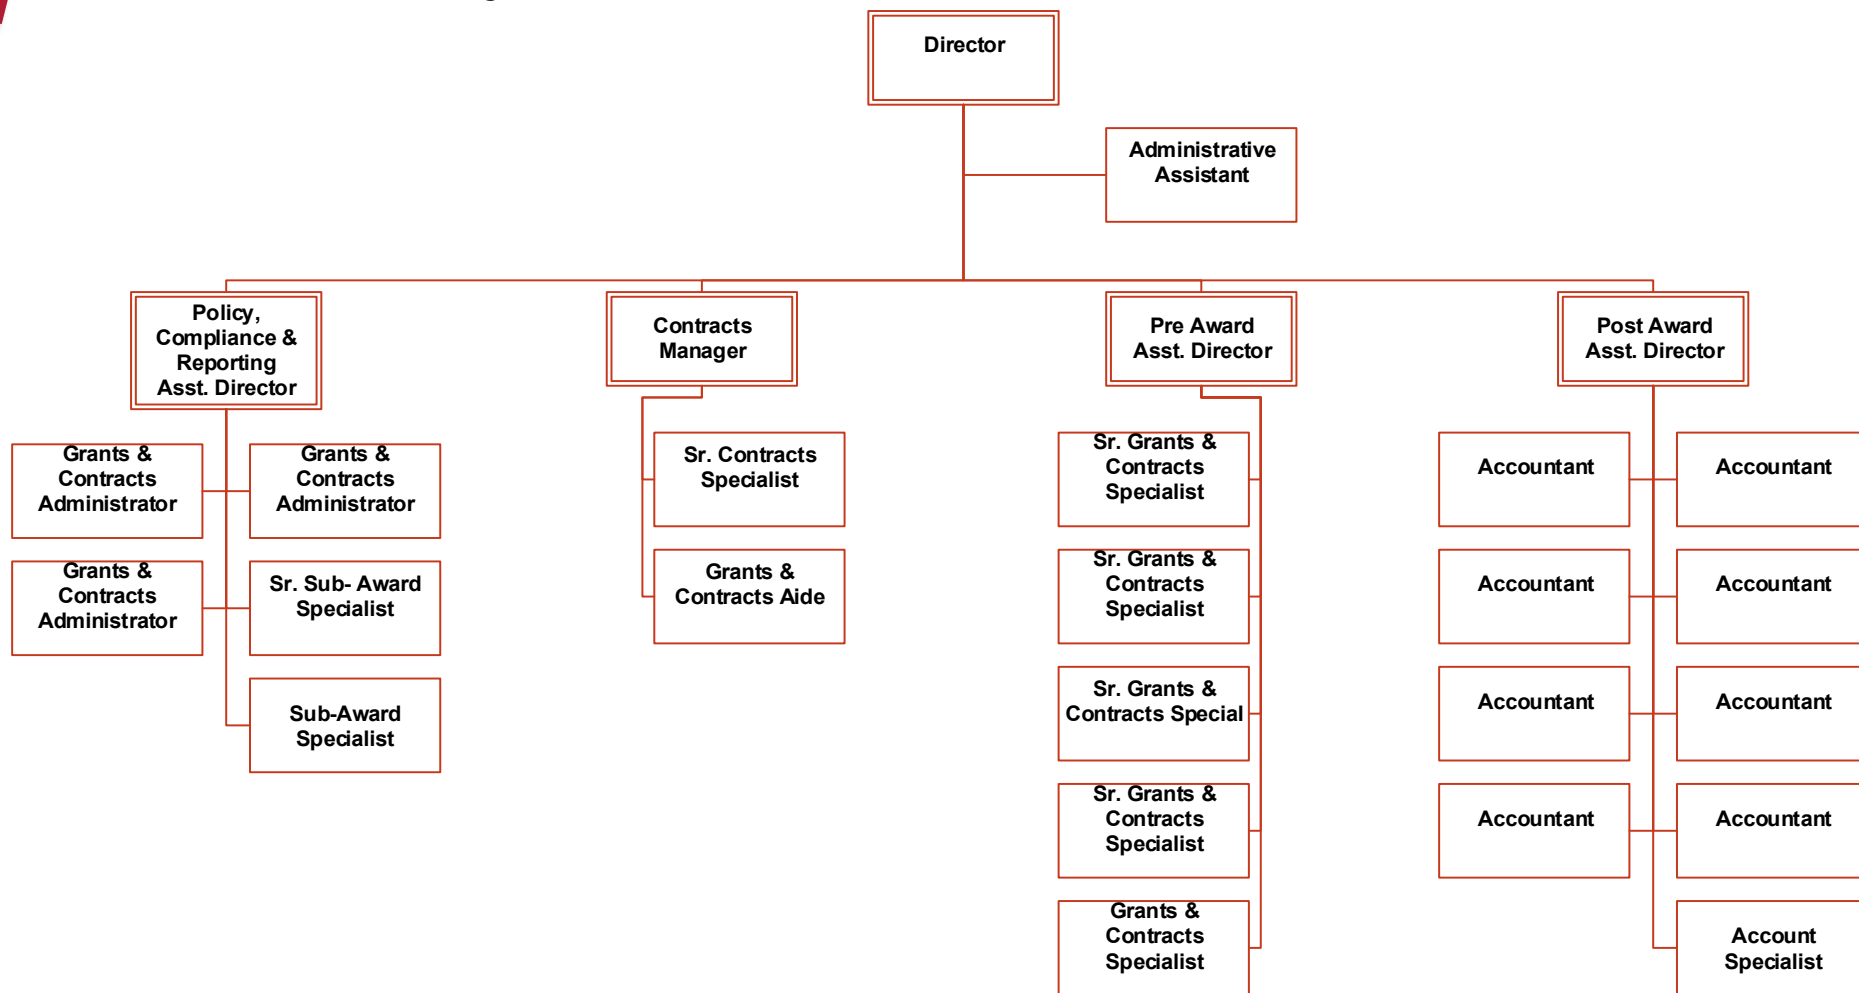 Director
Administrative
Assistant
Policy,
Compliance &
Reporting
Asst. Director
Contracts
Manager
Pre Award
Asst. Director
Post Award
Asst. Director
Grants &
Contracts
Administrator
Grants &
Contracts
Administrator
Grants &
Contracts
Administrator
Sr. Sub- Award
Specialist
Sub-Award
Specialist
Sr. Contracts
Specialist
Grants &
Contracts Aide
Sr. Grants &
Contracts
Specialist
Sr. Grants &
Contracts
Specialist
Sr. Grants &
Contracts Special
Sr. Grants &
Contracts
Specialist
Grants &
Contracts
Specialist
Accountant
Accountant
Accountant
Accountant
Accountant
Accountant
Accountant
Accountant
Account
Specialist